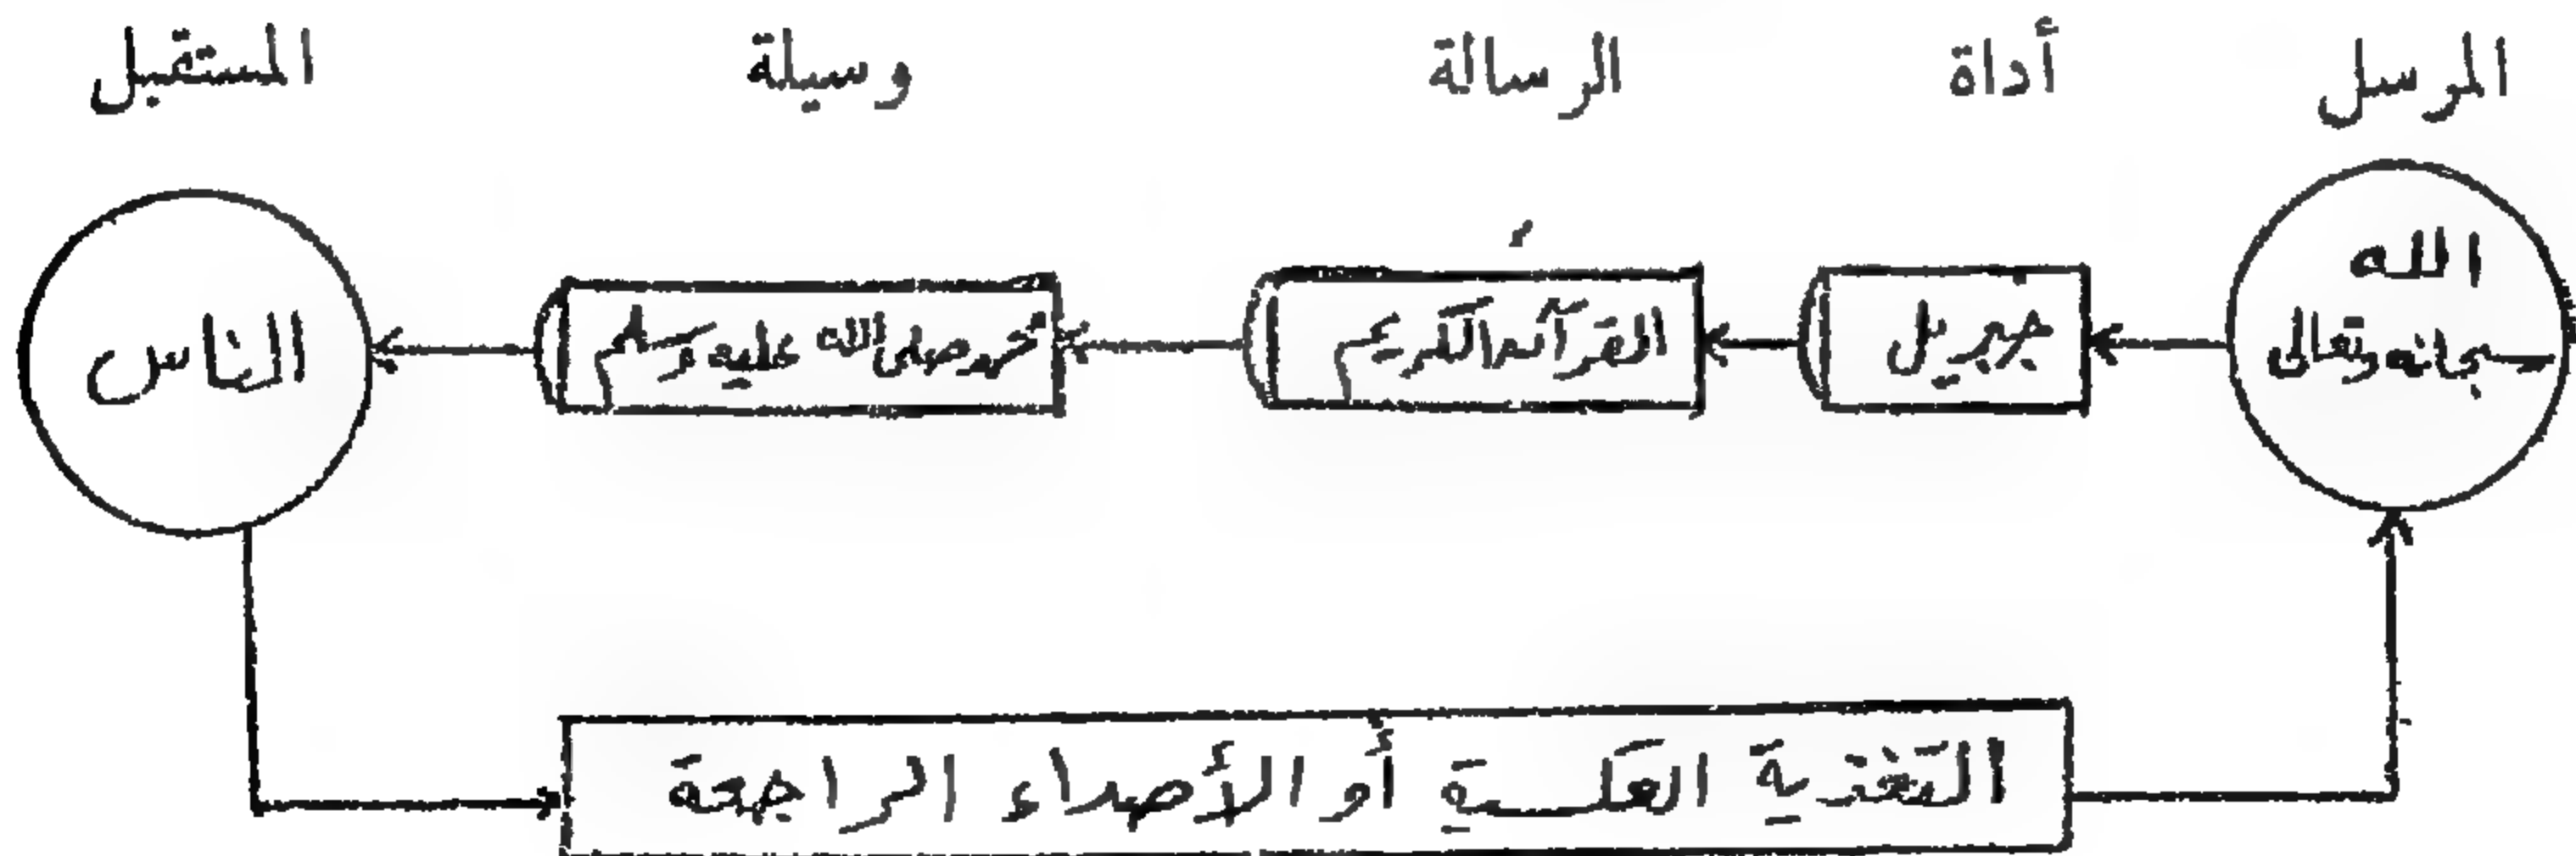 المرسل أداة الرسالة وسيلة المستقبل
الله
سبحانه وتعالى
جبريل
القرآن الكريم
محمد صلى الله عليه وسلم
الناس
التغذية العكسية أو الأصداء الراجعة